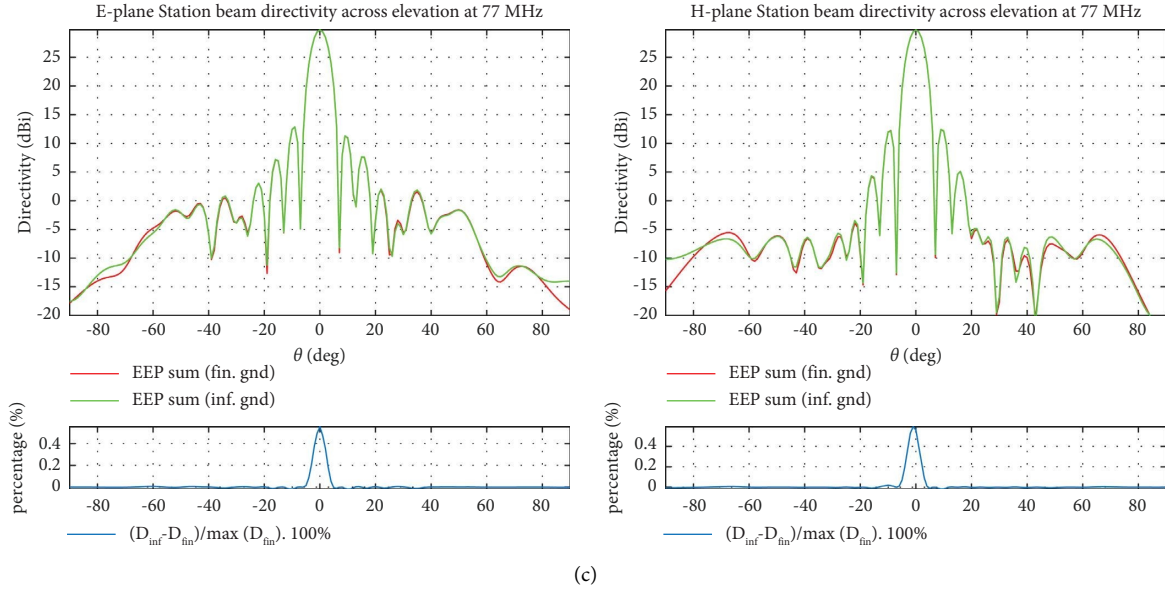 E-plane Station beam directivity across elevation at 77 MHz
25
20
15
10
5
0
-5
-10
-15
-20
Directivity (dBi)
-80 -60 -40 -20 0 20 40 60 80
θ (deg)
EEP sum (fin. gnd)
EEP sum (inf. gnd)
percentage (%)
0.4
0.2
0
-80 -60 -40 -20 0 20 40 60 80
(D_inf-D_fin)/max (D_fin). 100%
H-plane Station beam directivity across elevation at 77 MHz
25
20
15
10
5
0
-5
-10
-15
-20
Directivity (dBi)
-80 -60 -40 -20 0 20 40 60 80
θ (deg)
EEP sum (fin. gnd)
EEP sum (inf. gnd)
percentage (%)
0.4
0.2
0
-80 -60 -40 -20 0 20 40 60 80
(D_inf-D_fin)/max (D_fin). 100%
(c)